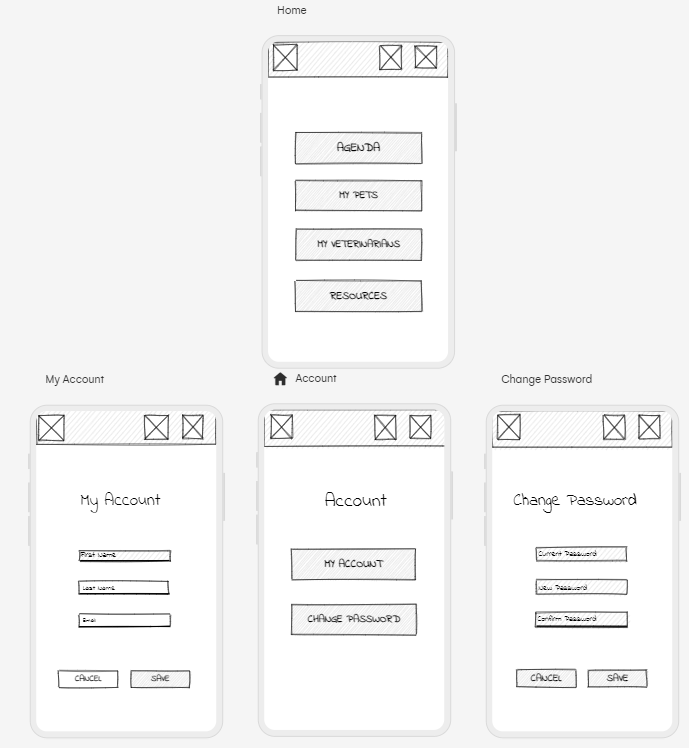 Home
AGENDA
MY PETS
MY VETERINARIANS
RESOURCES
My Account
Account
Change Password
My Account
First Name
Last Name
Email
CANCEL SAVE
Account
MY ACCOUNT
CHANGE PASSWORD
Change Password
Current Password
New Password
Confirm Password
CANCEL SAVE